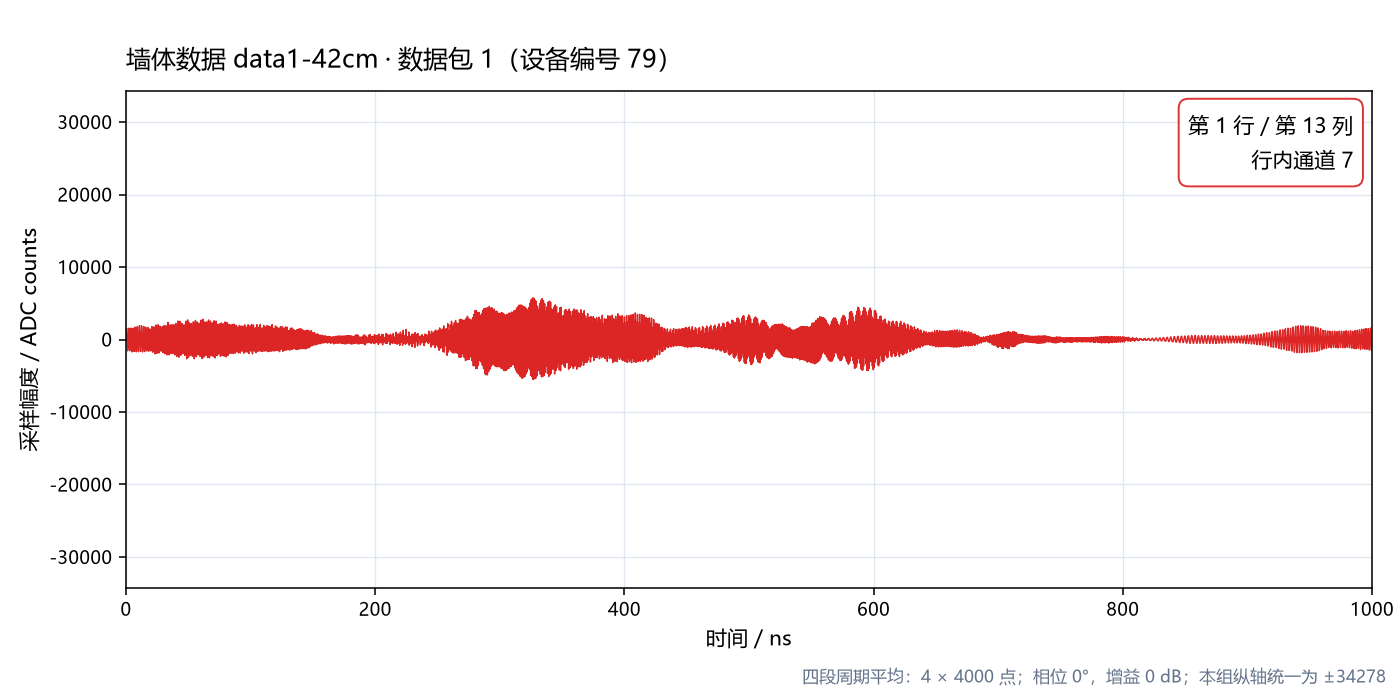 墙体数据 data1-42cm · 数据包 1（设备编号 79）
第 1 行 / 第 13 列
行内通道 7
采样幅度 / ADC counts
30000
20000
10000
0
-10000
-20000
-30000
0
200
400
600
800
1000
时间 / ns
四段周期平均：4 × 4000 点；相位 0°，增益 0 dB；本组纵轴统一为 ±34278